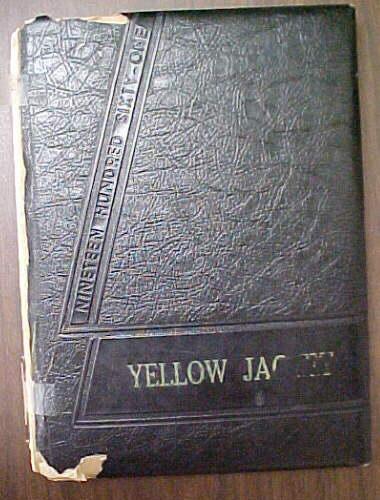 NINETEEN HUNDRED SIXTY-ONE
YELLOW JACKET